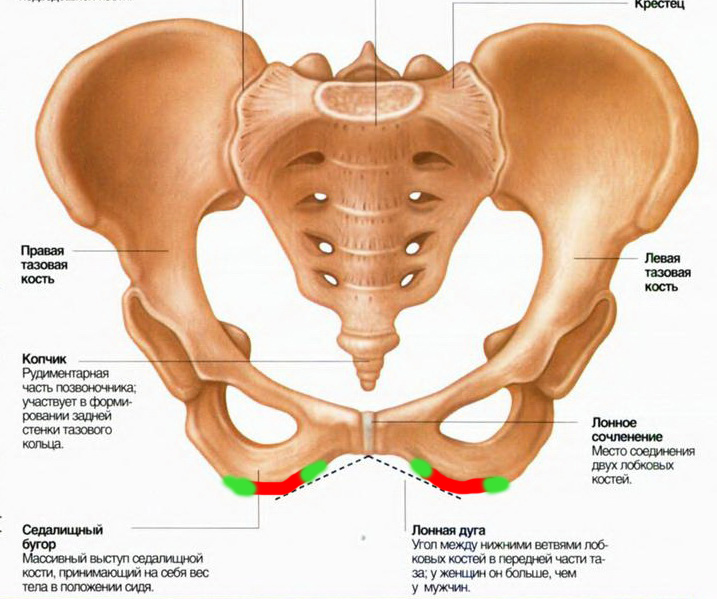 Крестец
Правая
тазовая
кость
Левая
тазовая
кость
Копчик
Рудиментарная
часть позвоночника;
участвует в форми-
ровании задней
стенки тазового
кольца.
Лонное
сочленение
Место соединения
двух лобковых
костей.
Седалищный
бугор
Массивный выступ седалищной
кости, принимающий на себя вес
тела в положении сидя.
Лонная дуга
Угол между нижними ветвями лоб-
ковых костей в передней части та-
за; у женщин он больше, чем
у мужчин.